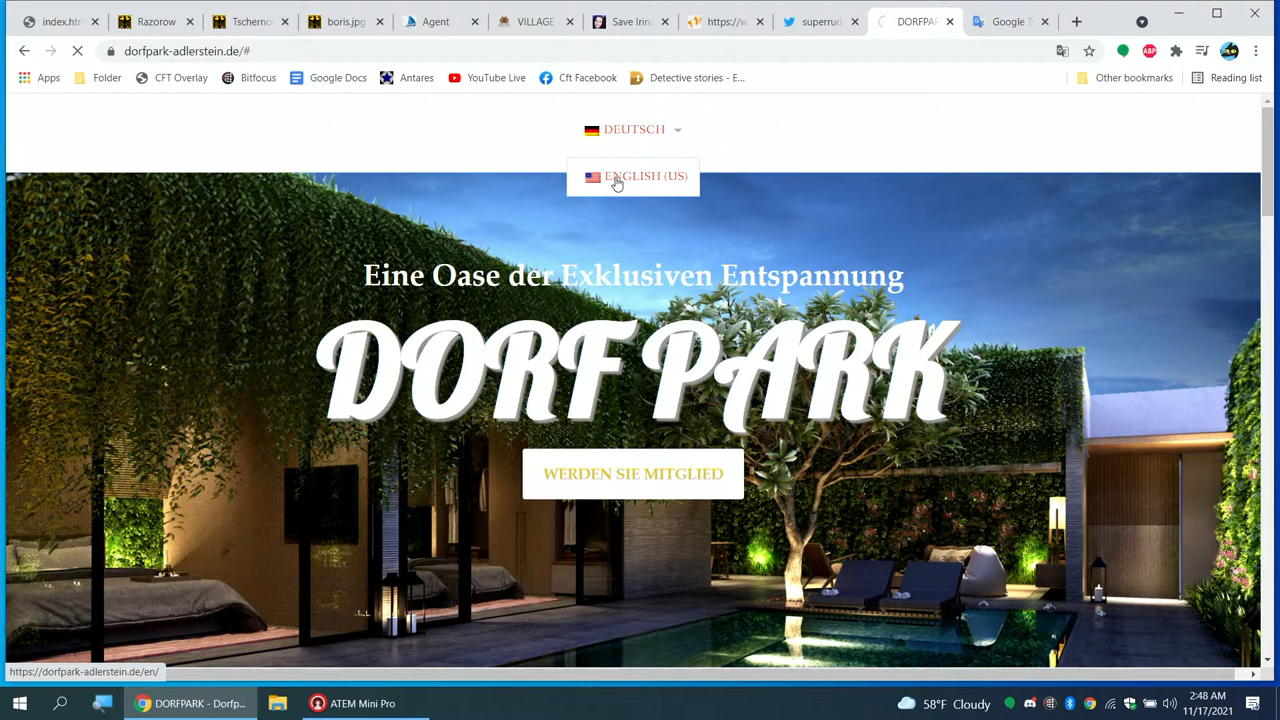 index.htm
Razorow
Tscherno
boris.jpg
Agent
VILLAGE
Save Irina
https://w
superrud
DORFPAR
Google T
dorfpark-adlerstein.de/#
ABP
Apps
Folder
CFT Overlay
Bitfocus
Google Docs
Antares
YouTube Live
Cft Facebook
Detective stories - E...
Other bookmarks
Reading list
DEUTSCH
ENGLISH (US)
Eine Oase der Exklusiven Entspannung
DORF PARK
WERDEN SIE MITGLIED
https://dorfpark-adlerstein.de/en/
DORFPARK - Dorfp...
ATEM Mini Pro
58°F Cloudy
2:48 AM
11/17/2021